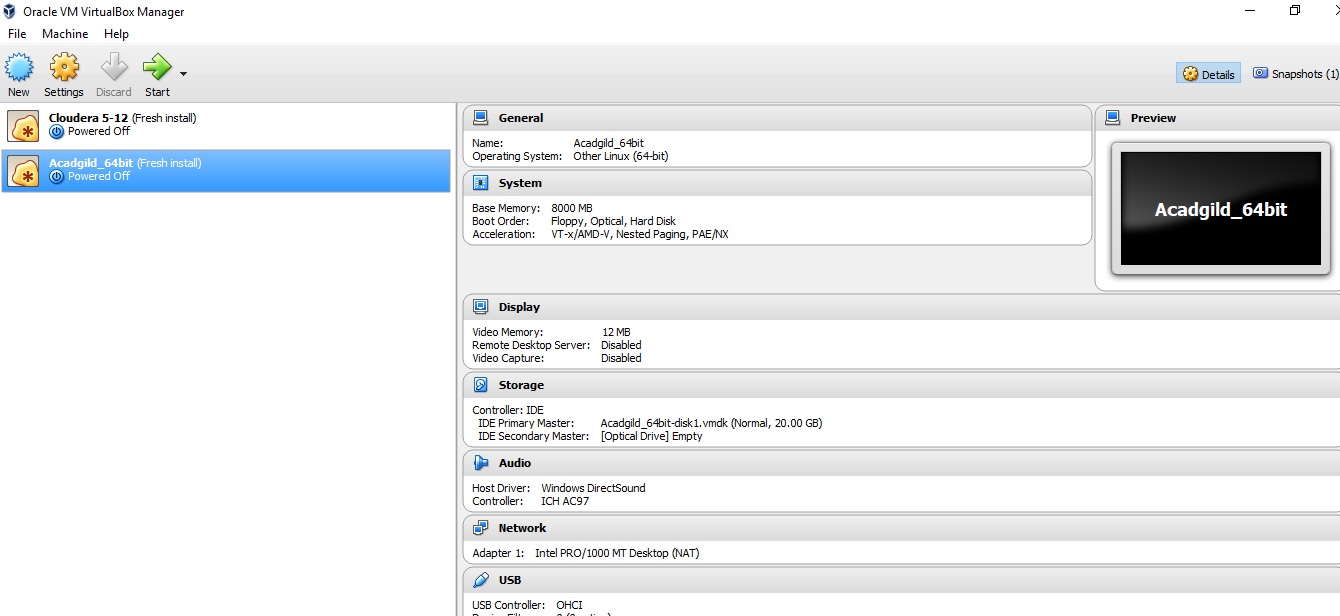 Oracle VM VirtualBox Manager
File Machine Help
New Settings Discard Start
Details Snapshots (1)
Cloudera 5-12 (Fresh install)
Powered Off
Acadgild_64bit (Fresh install)
Powered Off
General
Name: Acadgild_64bit
Operating System: Other Linux (64-bit)
System
Base Memory: 8000 MB
Boot Order: Floppy, Optical, Hard Disk
Acceleration: VT-x/AMD-V, Nested Paging, PAE/NX
Preview
Acadgild_64bit
Display
Video Memory: 12 MB
Remote Desktop Server: Disabled
Video Capture: Disabled
Storage
Controller: IDE
IDE Primary Master: Acadgild_64bit-disk1.vmdk (Normal, 20.00 GB)
IDE Secondary Master: [Optical Drive] Empty
Audio
Host Driver: Windows DirectSound
Controller: ICH AC97
Network
Adapter 1: Intel PRO/1000 MT Desktop (NAT)
USB
USB Controller: OHCI